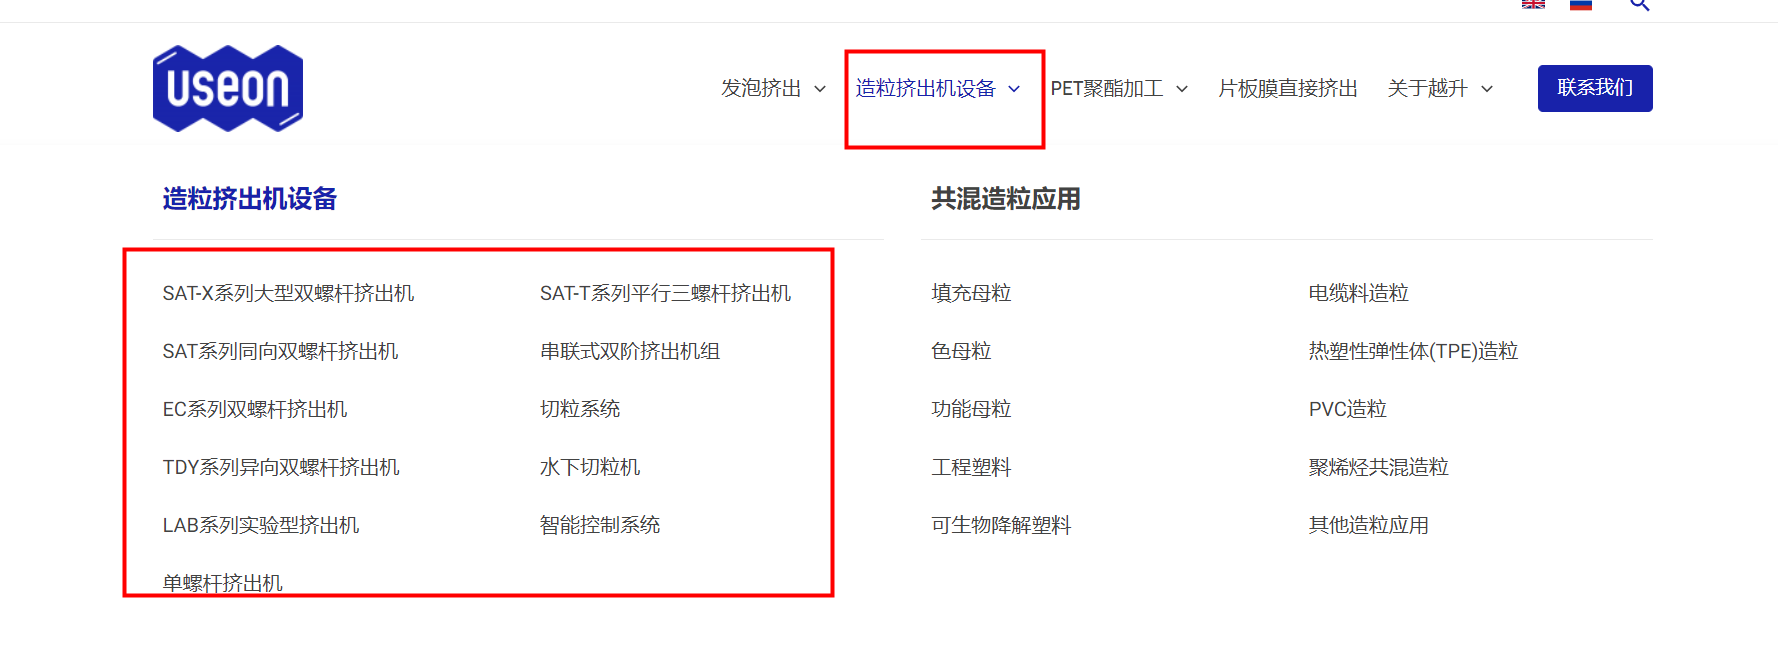 useon
发泡挤出
造粒挤出机设备
PET聚酯加工
片板膜直接挤出
关于越升
联系我们
造粒挤出机设备
SAT-X系列大型双螺杆挤出机
SAT-T系列平行三螺杆挤出机
SAT系列同向双螺杆挤出机
串联式双阶挤出机组
EC系列双螺杆挤出机
切粒系统
TDY系列异向双螺杆挤出机
水下切粒机
LAB系列实验型挤出机
智能控制系统
单螺杆挤出机
共混造粒应用
填充母粒
电缆料造粒
色母粒
热塑性弹性体(TPE)造粒
功能母粒
PVC造粒
工程塑料
聚烯烃共混造粒
可生物降解塑料
其他造粒应用